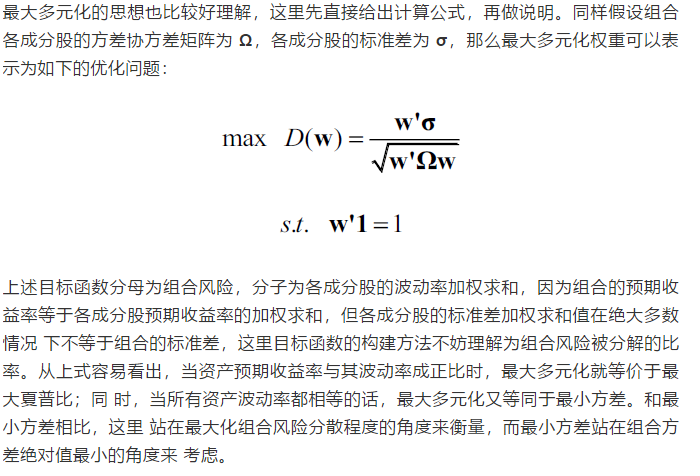 最大多元化的思想也比较好理解，这里先直接给出计算公式，再做说明。同样假设组合
各成分股的方差协方差矩阵为 Ω，各成分股的标准差为 σ，那么最大多元化权重可以表
示为如下的优化问题：
max D(w) = w'σ / √(w'Ωw)
s.t. w'1 = 1
上述目标函数分母为组合风险，分子为各成分股的波动率加权求和，因为组合的预期收
益率等于各成分股预期收益率的加权求和，但各成分股的标准差加权求和值在绝大多数
情况 下不等于组合的标准差，这里目标函数的构建方法不妨理解为组合风险被分解的比
率。从上式容易看出，当资产预期收益率与其波动率成正比时，最大多元化就等价于最
大夏普比；同 时，当所有资产波动率都相等的话，最大多元化又等同于最小方差。和最
小方差相比，这里 站在最大化组合风险分散程度的角度来衡量，而最小方差站在组合方
差绝对值最小的角度来 考虑。